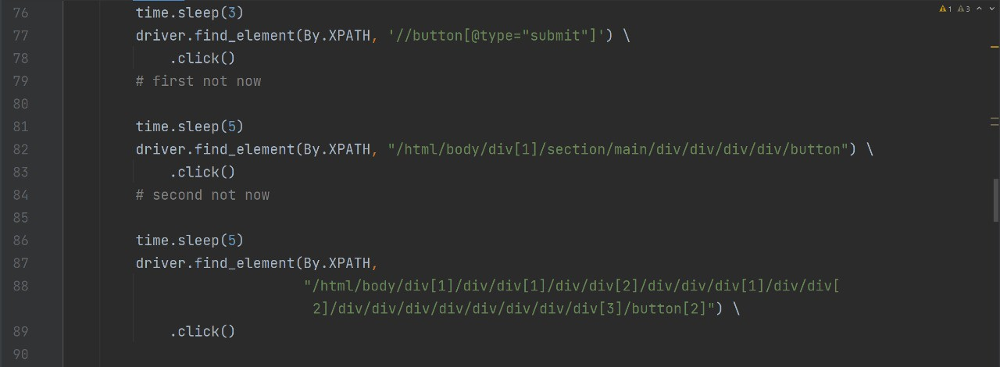 76 time.sleep(3)
77 driver.find_element(By.XPATH, '//button[@type="submit"]') \
78 .click()
79 # first not now
80
81 time.sleep(5)
82 driver.find_element(By.XPATH, "/html/body/div[1]/section/main/div/div/div/div/button") \
83 .click()
84 # second not now
85
86 time.sleep(5)
87 driver.find_element(By.XPATH,
88 "/html/body/div[1]/div/div[1]/div/div[2]/div/div/div[1]/div/div[
2]/div/div/div/div/div/div/div/div[3]/button[2]") \
89 .click()
90
1 3